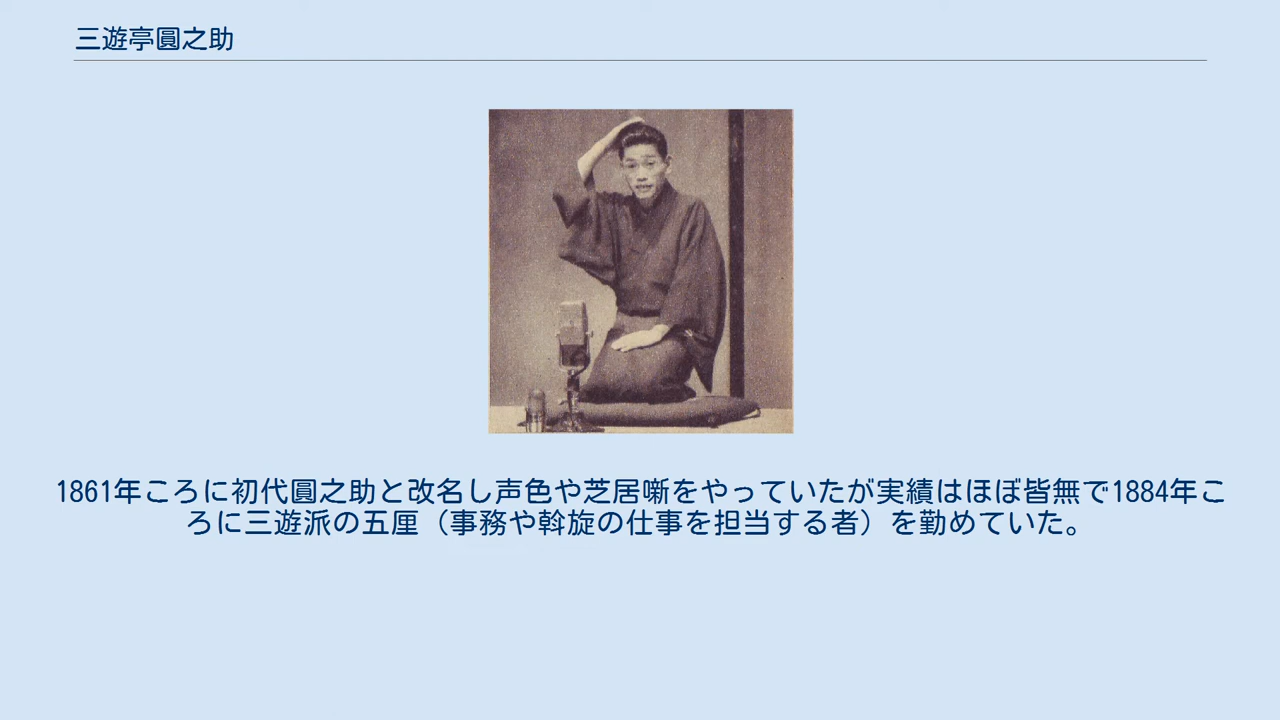 三遊亭圓之助
1861年ころに初代圓之助と改名し声色や芝居噺をやっていたが実績はほぼ皆無で1884年こ
ろに三遊派の五厘（事務や斡旋の仕事を担当する者）を勤めていた。